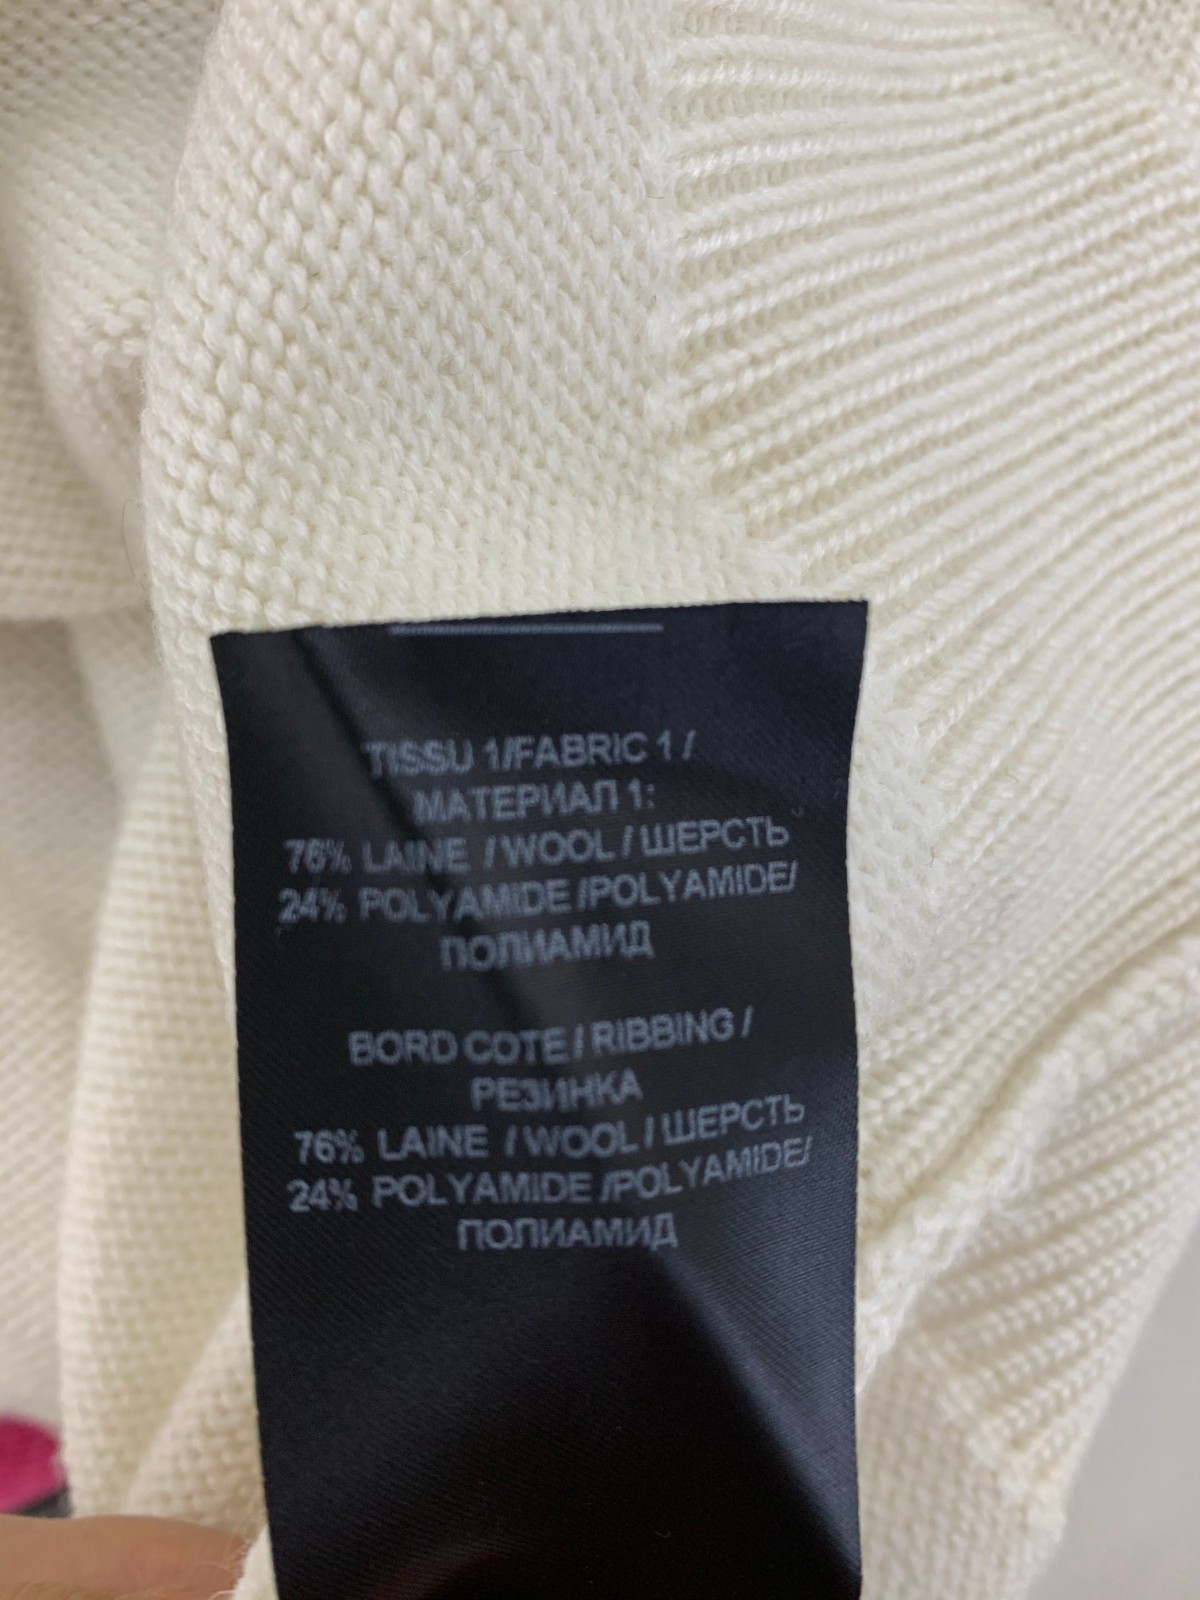 TISSU 1/FABRIC 1 /
МАТЕРИАЛ 1:
76% LAINE / WOOL / ШЕРСТЬ
24% POLYAMIDE /POLYAMIDE/
ПОЛИАМИД
BORD COTE / RIBBING /
РЕЗИНКА
76% LAINE / WOOL / ШЕРСТЬ
24% POLYAMIDE /POLYAMIDE/
ПОЛИАМИД